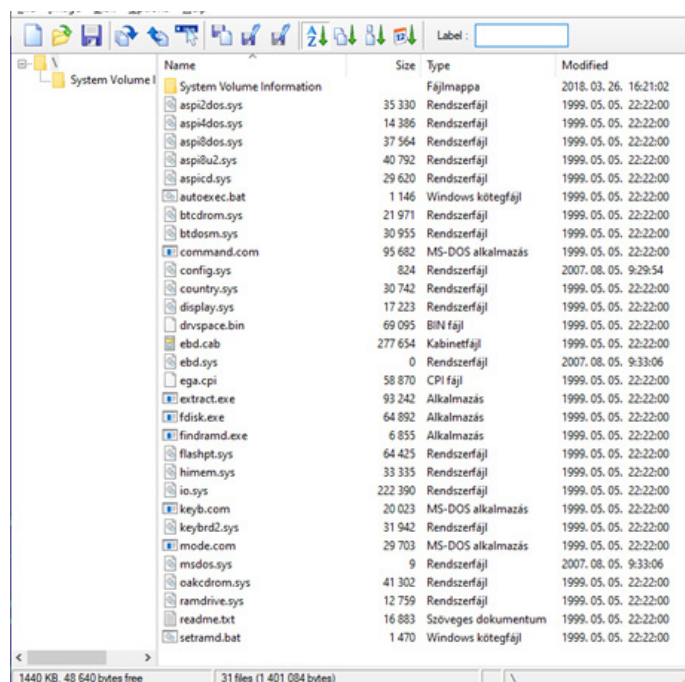 Label :
\
System Volume I
Name Size Type Modified
System Volume Information Fájlmappa 2018. 03. 26. 16:21:02
aspi2dos.sys 35 330 Rendszerfájl 1999. 05. 05. 22:22:00
aspi4dos.sys 14 386 Rendszerfájl 1999. 05. 05. 22:22:00
aspi8dos.sys 37 564 Rendszerfájl 1999. 05. 05. 22:22:00
aspi8u2.sys 40 792 Rendszerfájl 1999. 05. 05. 22:22:00
aspicd.sys 29 620 Rendszerfájl 1999. 05. 05. 22:22:00
autoexec.bat 1 146 Windows kötegfájl 1999. 05. 05. 22:22:00
btcdrom.sys 21 971 Rendszerfájl 1999. 05. 05. 22:22:00
btdosm.sys 30 955 Rendszerfájl 1999. 05. 05. 22:22:00
command.com 95 682 MS-DOS alkalmazás 1999. 05. 05. 22:22:00
config.sys 824 Rendszerfájl 2007. 08. 05. 9:29:54
country.sys 30 742 Rendszerfájl 1999. 05. 05. 22:22:00
display.sys 17 223 Rendszerfájl 1999. 05. 05. 22:22:00
drvspace.bin 69 095 BIN fájl 1999. 05. 05. 22:22:00
ebd.cab 277 654 Kabinetfájl 1999. 05. 05. 22:22:00
ebd.sys 0 Rendszerfájl 2007. 08. 05. 9:33:06
ega.cpi 58 870 CPI fájl 1999. 05. 05. 22:22:00
extract.exe 93 242 Alkalmazás 1999. 05. 05. 22:22:00
fdisk.exe 64 892 Alkalmazás 1999. 05. 05. 22:22:00
findramd.exe 6 855 Alkalmazás 1999. 05. 05. 22:22:00
flashpt.sys 64 425 Rendszerfájl 1999. 05. 05. 22:22:00
himem.sys 33 335 Rendszerfájl 1999. 05. 05. 22:22:00
io.sys 222 390 Rendszerfájl 1999. 05. 05. 22:22:00
keyb.com 20 023 MS-DOS alkalmazás 1999. 05. 05. 22:22:00
keybrd2.sys 31 942 Rendszerfájl 1999. 05. 05. 22:22:00
mode.com 29 703 MS-DOS alkalmazás 1999. 05. 05. 22:22:00
msdos.sys 9 Rendszerfájl 2007. 08. 05. 9:33:06
oakcdrom.sys 41 302 Rendszerfájl 1999. 05. 05. 22:22:00
ramdrive.sys 12 759 Rendszerfájl 1999. 05. 05. 22:22:00
readme.txt 16 883 Szöveges dokumentum 1999. 05. 05. 22:22:00
setramd.bat 1 470 Windows kötegfájl 1999. 05. 05. 22:22:00
1440 KB, 48 640 bytes free 31 files (1 401 084 bytes) \